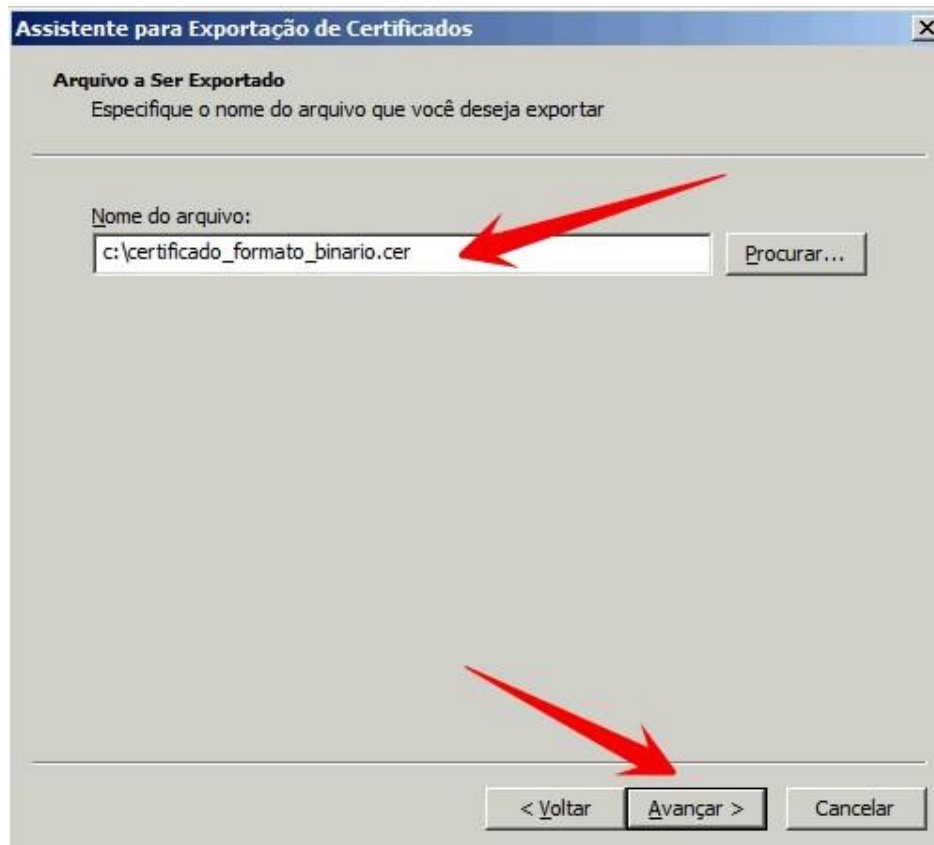 Assistente para Exportação de Certificados
Arquivo a Ser Exportado
Especifique o nome do arquivo que você deseja exportar
Nome do arquivo:
c:\certificado_formato_binario.cer
Procurar...
< Voltar
Avançar >
Cancelar